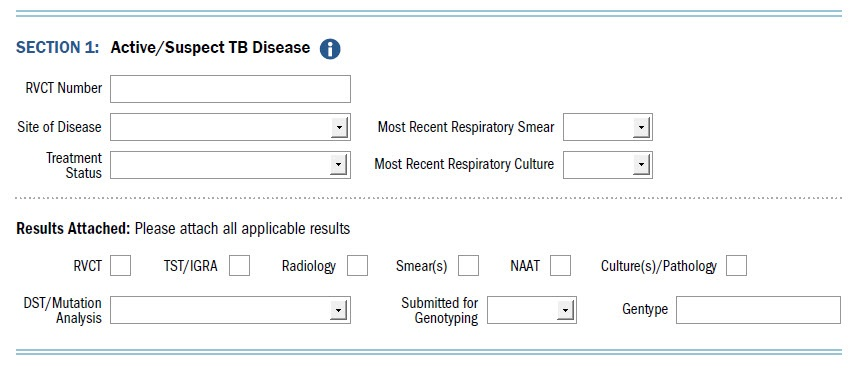 SECTION 1: Active/Suspect TB Disease i
RVCT Number
Site of Disease
Most Recent Respiratory Smear
Treatment
Status
Most Recent Respiratory Culture
Results Attached: Please attach all applicable results
RVCT TST/IGRA Radiology Smear(s) NAAT Culture(s)/Pathology
DST/Mutation
Analysis
Submitted for
Genotyping
Gentype